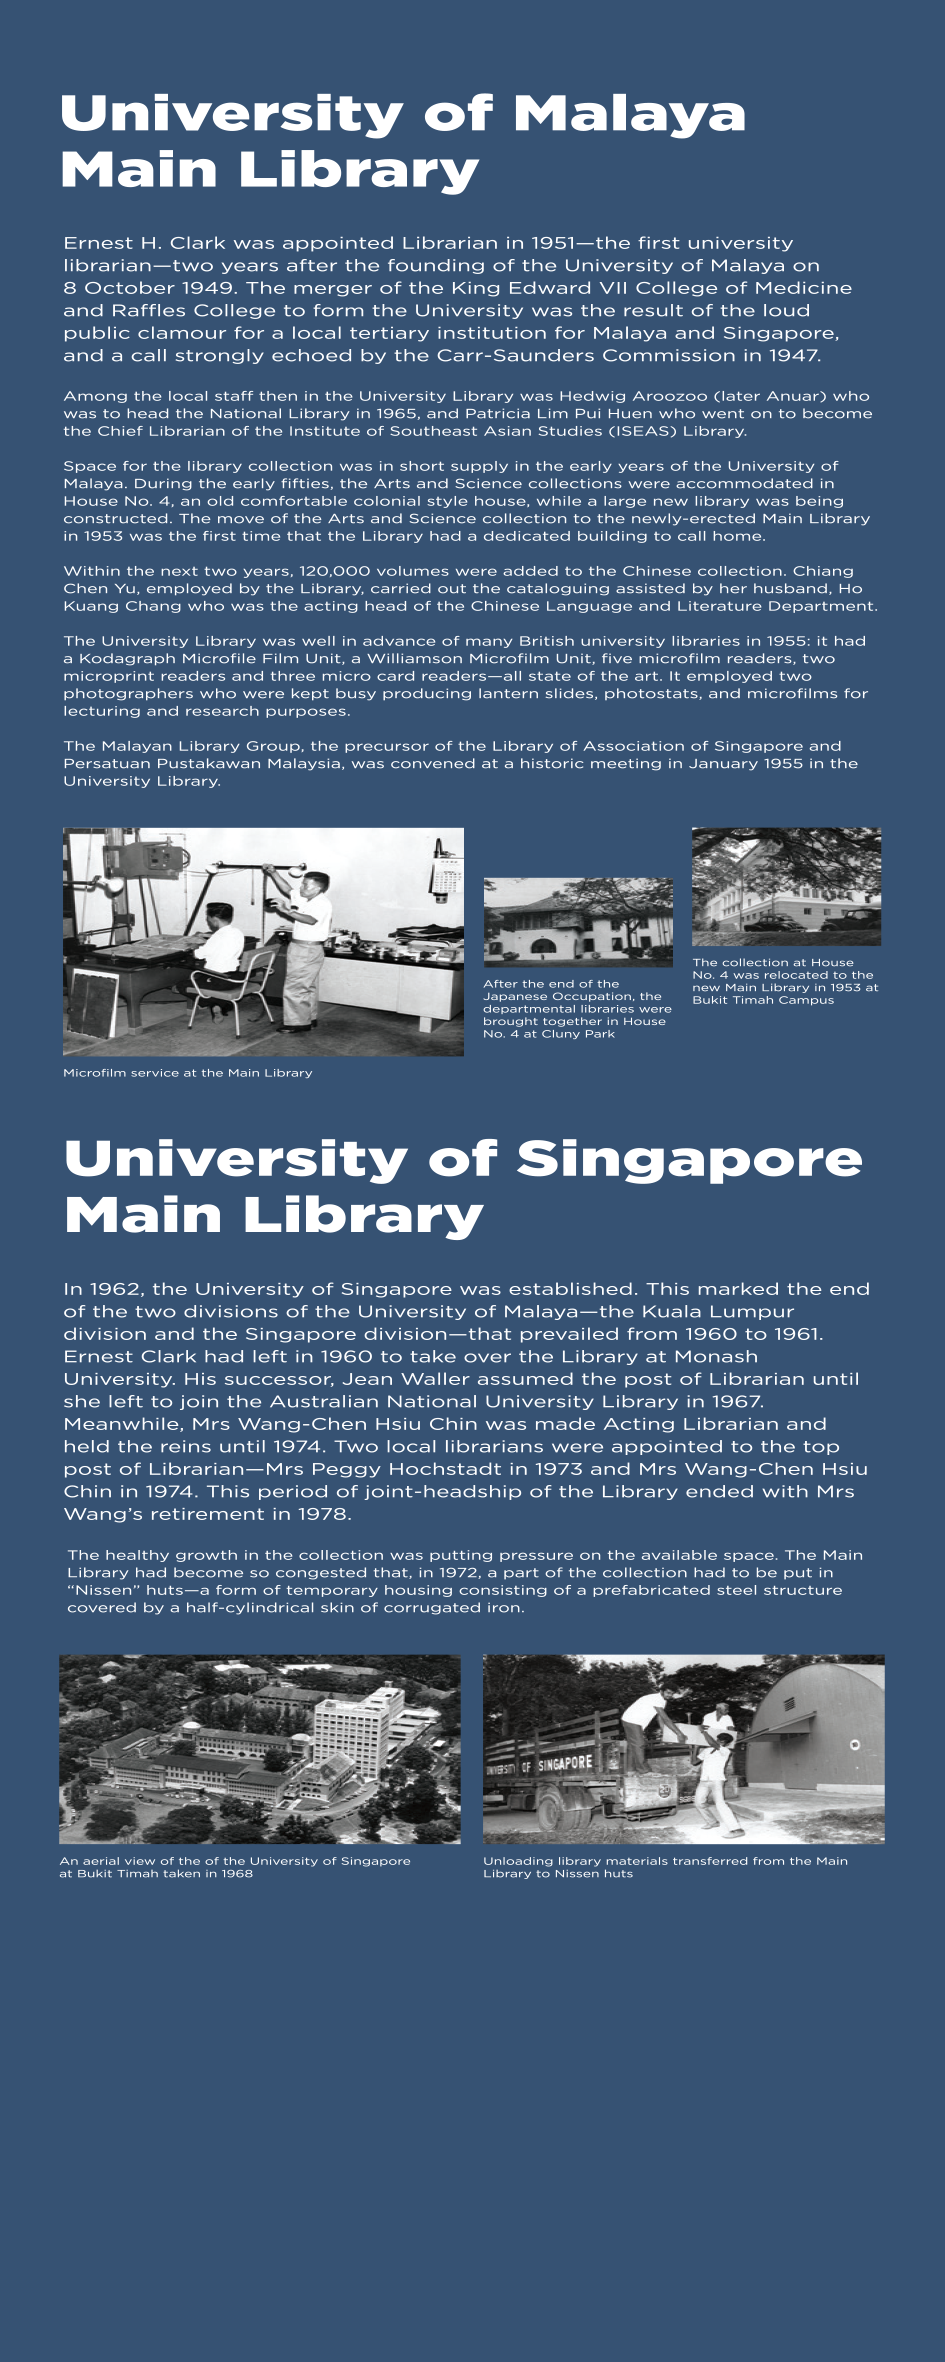 University of Malaya
Main Library
Ernest H. Clark was appointed Librarian in 1951—the first university
librarian—two years after the founding of the University of Malaya on
8 October 1949. The merger of the King Edward VII College of Medicine
and Raffles College to form the University was the result of the loud
public clamour for a local tertiary institution for Malaya and Singapore,
and a call strongly echoed by the Carr-Saunders Commission in 1947.
Among the local staff then in the University Library was Hedwig Aroozoo (later Anuar) who
was to head the National Library in 1965, and Patricia Lim Pui Huen who went on to become
the Chief Librarian of the Institute of Southeast Asian Studies (ISEAS) Library.
Space for the library collection was in short supply in the early years of the University of
Malaya. During the early fifties, the Arts and Science collections were accommodated in
House No. 4, an old comfortable colonial style house, while a large new library was being
constructed. The move of the Arts and Science collection to the newly-erected Main Library
in 1953 was the first time that the Library had a dedicated building to call home.
Within the next two years, 120,000 volumes were added to the Chinese collection. Chiang
Chen Yu, employed by the Library, carried out the cataloguing assisted by her husband, Ho
Kuang Chang who was the acting head of the Chinese Language and Literature Department.
The University Library was well in advance of many British university libraries in 1955: it had
a Kodagraph Microfile Film Unit, a Williamson Microfilm Unit, five microfilm readers, two
microprint readers and three micro card readers—all state of the art. It employed two
photographers who were kept busy producing lantern slides, photostats, and microfilms for
lecturing and research purposes.
The Malayan Library Group, the precursor of the Library of Association of Singapore and
Persatuan Pustakawan Malaysia, was convened at a historic meeting in January 1955 in the
University Library.
Microfilm service at the Main Library
After the end of the
Japanese Occupation, the
departmental libraries were
brought together in House
No. 4 at Cluny Park
The collection at House
No. 4 was relocated to the
new Main Library in 1953 at
Bukit Timah Campus
University of Singapore
Main Library
In 1962, the University of Singapore was established. This marked the end
of the two divisions of the University of Malaya—the Kuala Lumpur
division and the Singapore division—that prevailed from 1960 to 1961.
Ernest Clark had left in 1960 to take over the Library at Monash
University. His successor, Jean Waller assumed the post of Librarian until
she left to join the Australian National University Library in 1967.
Meanwhile, Mrs Wang-Chen Hsiu Chin was made Acting Librarian and
held the reins until 1974. Two local librarians were appointed to the top
post of Librarian—Mrs Peggy Hochstadt in 1973 and Mrs Wang-Chen Hsiu
Chin in 1974. This period of joint-headship of the Library ended with Mrs
Wang’s retirement in 1978.
The healthy growth in the collection was putting pressure on the available space. The Main
Library had become so congested that, in 1972, a part of the collection had to be put in
“Nissen” huts—a form of temporary housing consisting of a prefabricated steel structure
covered by a half-cylindrical skin of corrugated iron.
UNIVERSITY OF SINGAPORE
An aerial view of the of the University of Singapore
at Bukit Timah taken in 1968
Unloading library materials transferred from the Main
Library to Nissen huts